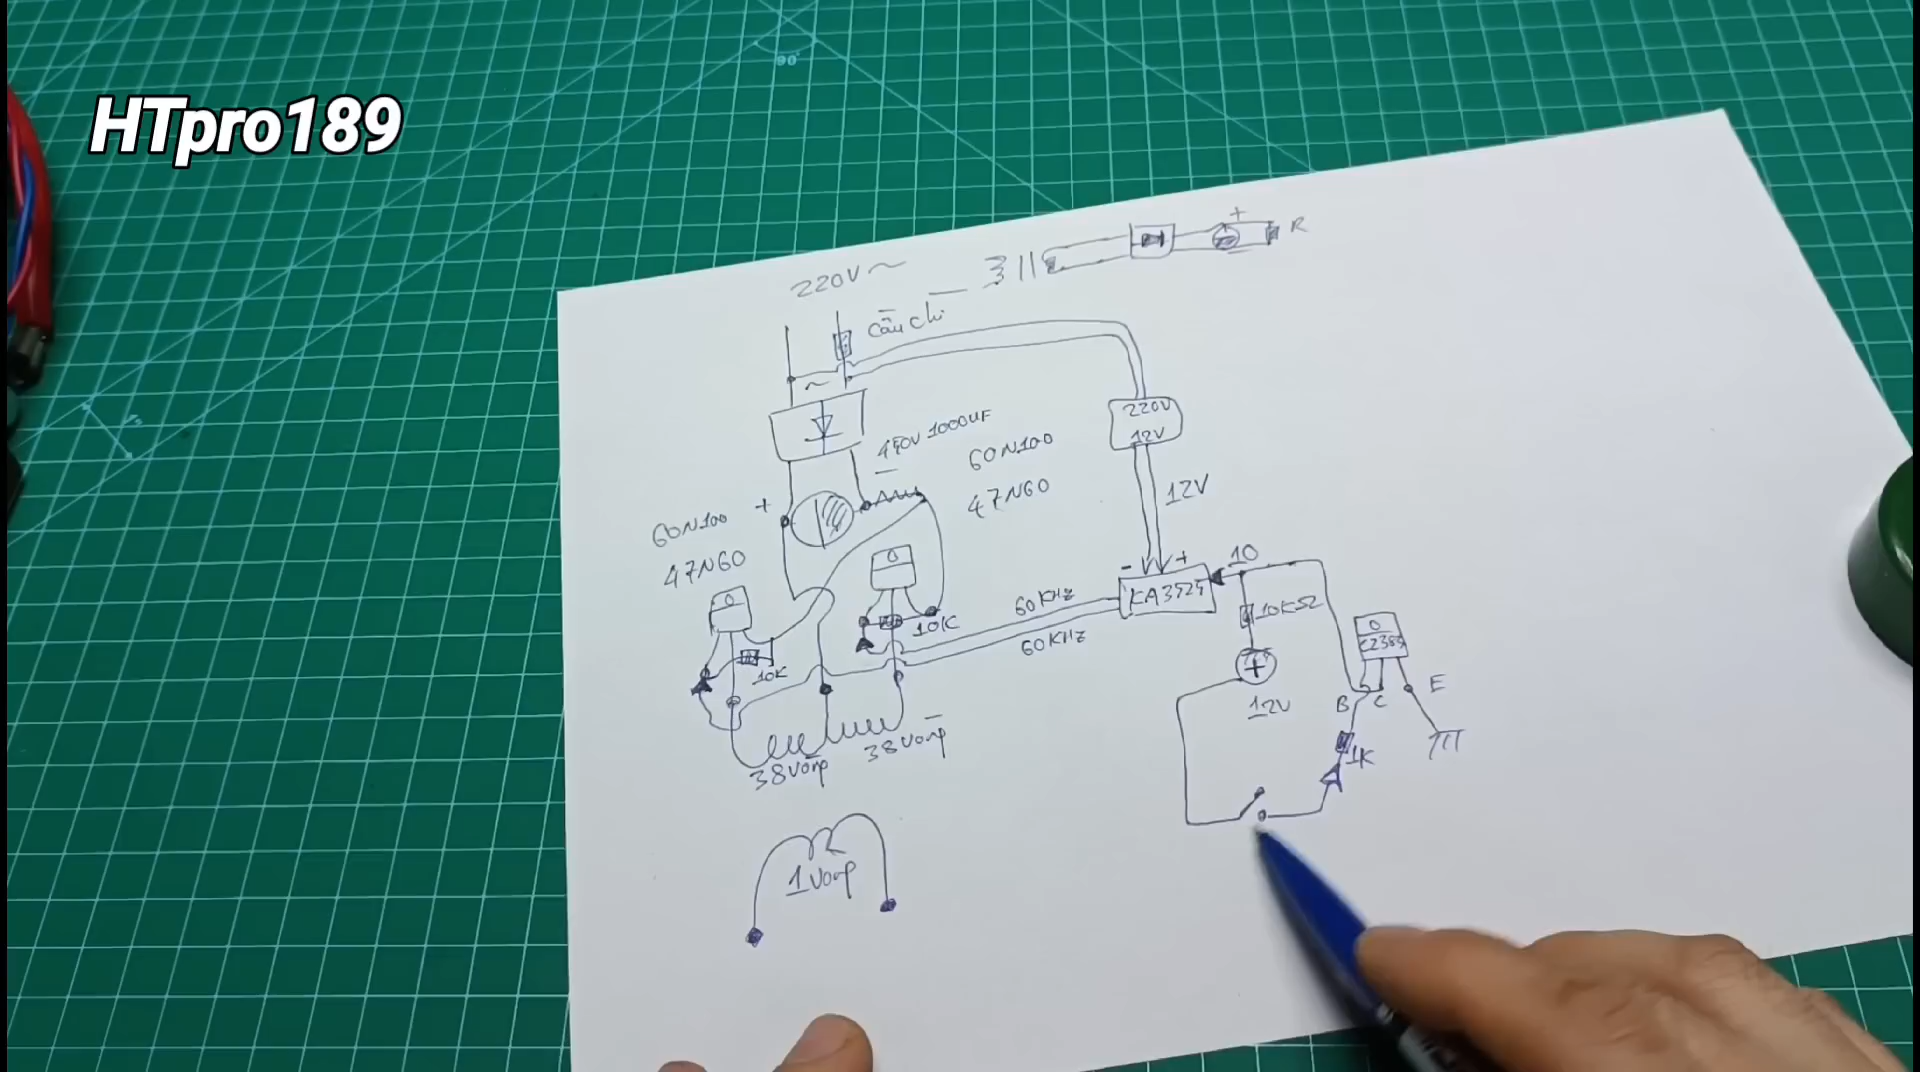 HTpro189
90°
220V~
R
+
cầu chì
~
220V
12V
450V 1000UF
60N100
47N60
12V
+
60N100
47N60
- +
KA3525
10
60KHz
60KHz
10K
10K
10KΩ
+
12V
C2383
B C E
1K
38Vòng
38Vòng
1Vòng